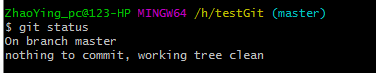 ZhaoYing_pc@123-HP MINGW64 /h/testGit (master)
$ git status
On branch master
nothing to commit, working tree clean